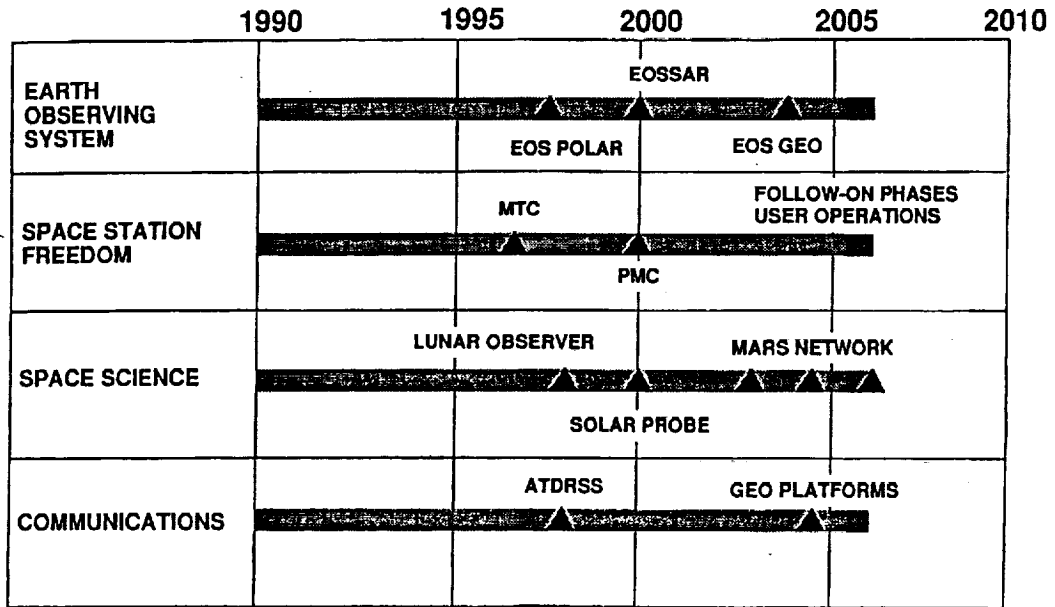 1990 1995 2000 2005 2010
EARTH
OBSERVING
SYSTEM
EOSSAR
EOS POLAR
EOS GEO
SPACE STATION
FREEDOM
MTC
PMC
FOLLOW-ON PHASES
USER OPERATIONS
SPACE SCIENCE
LUNAR OBSERVER
MARS NETWORK
SOLAR PROBE
COMMUNICATIONS
ATDRSS
GEO PLATFORMS